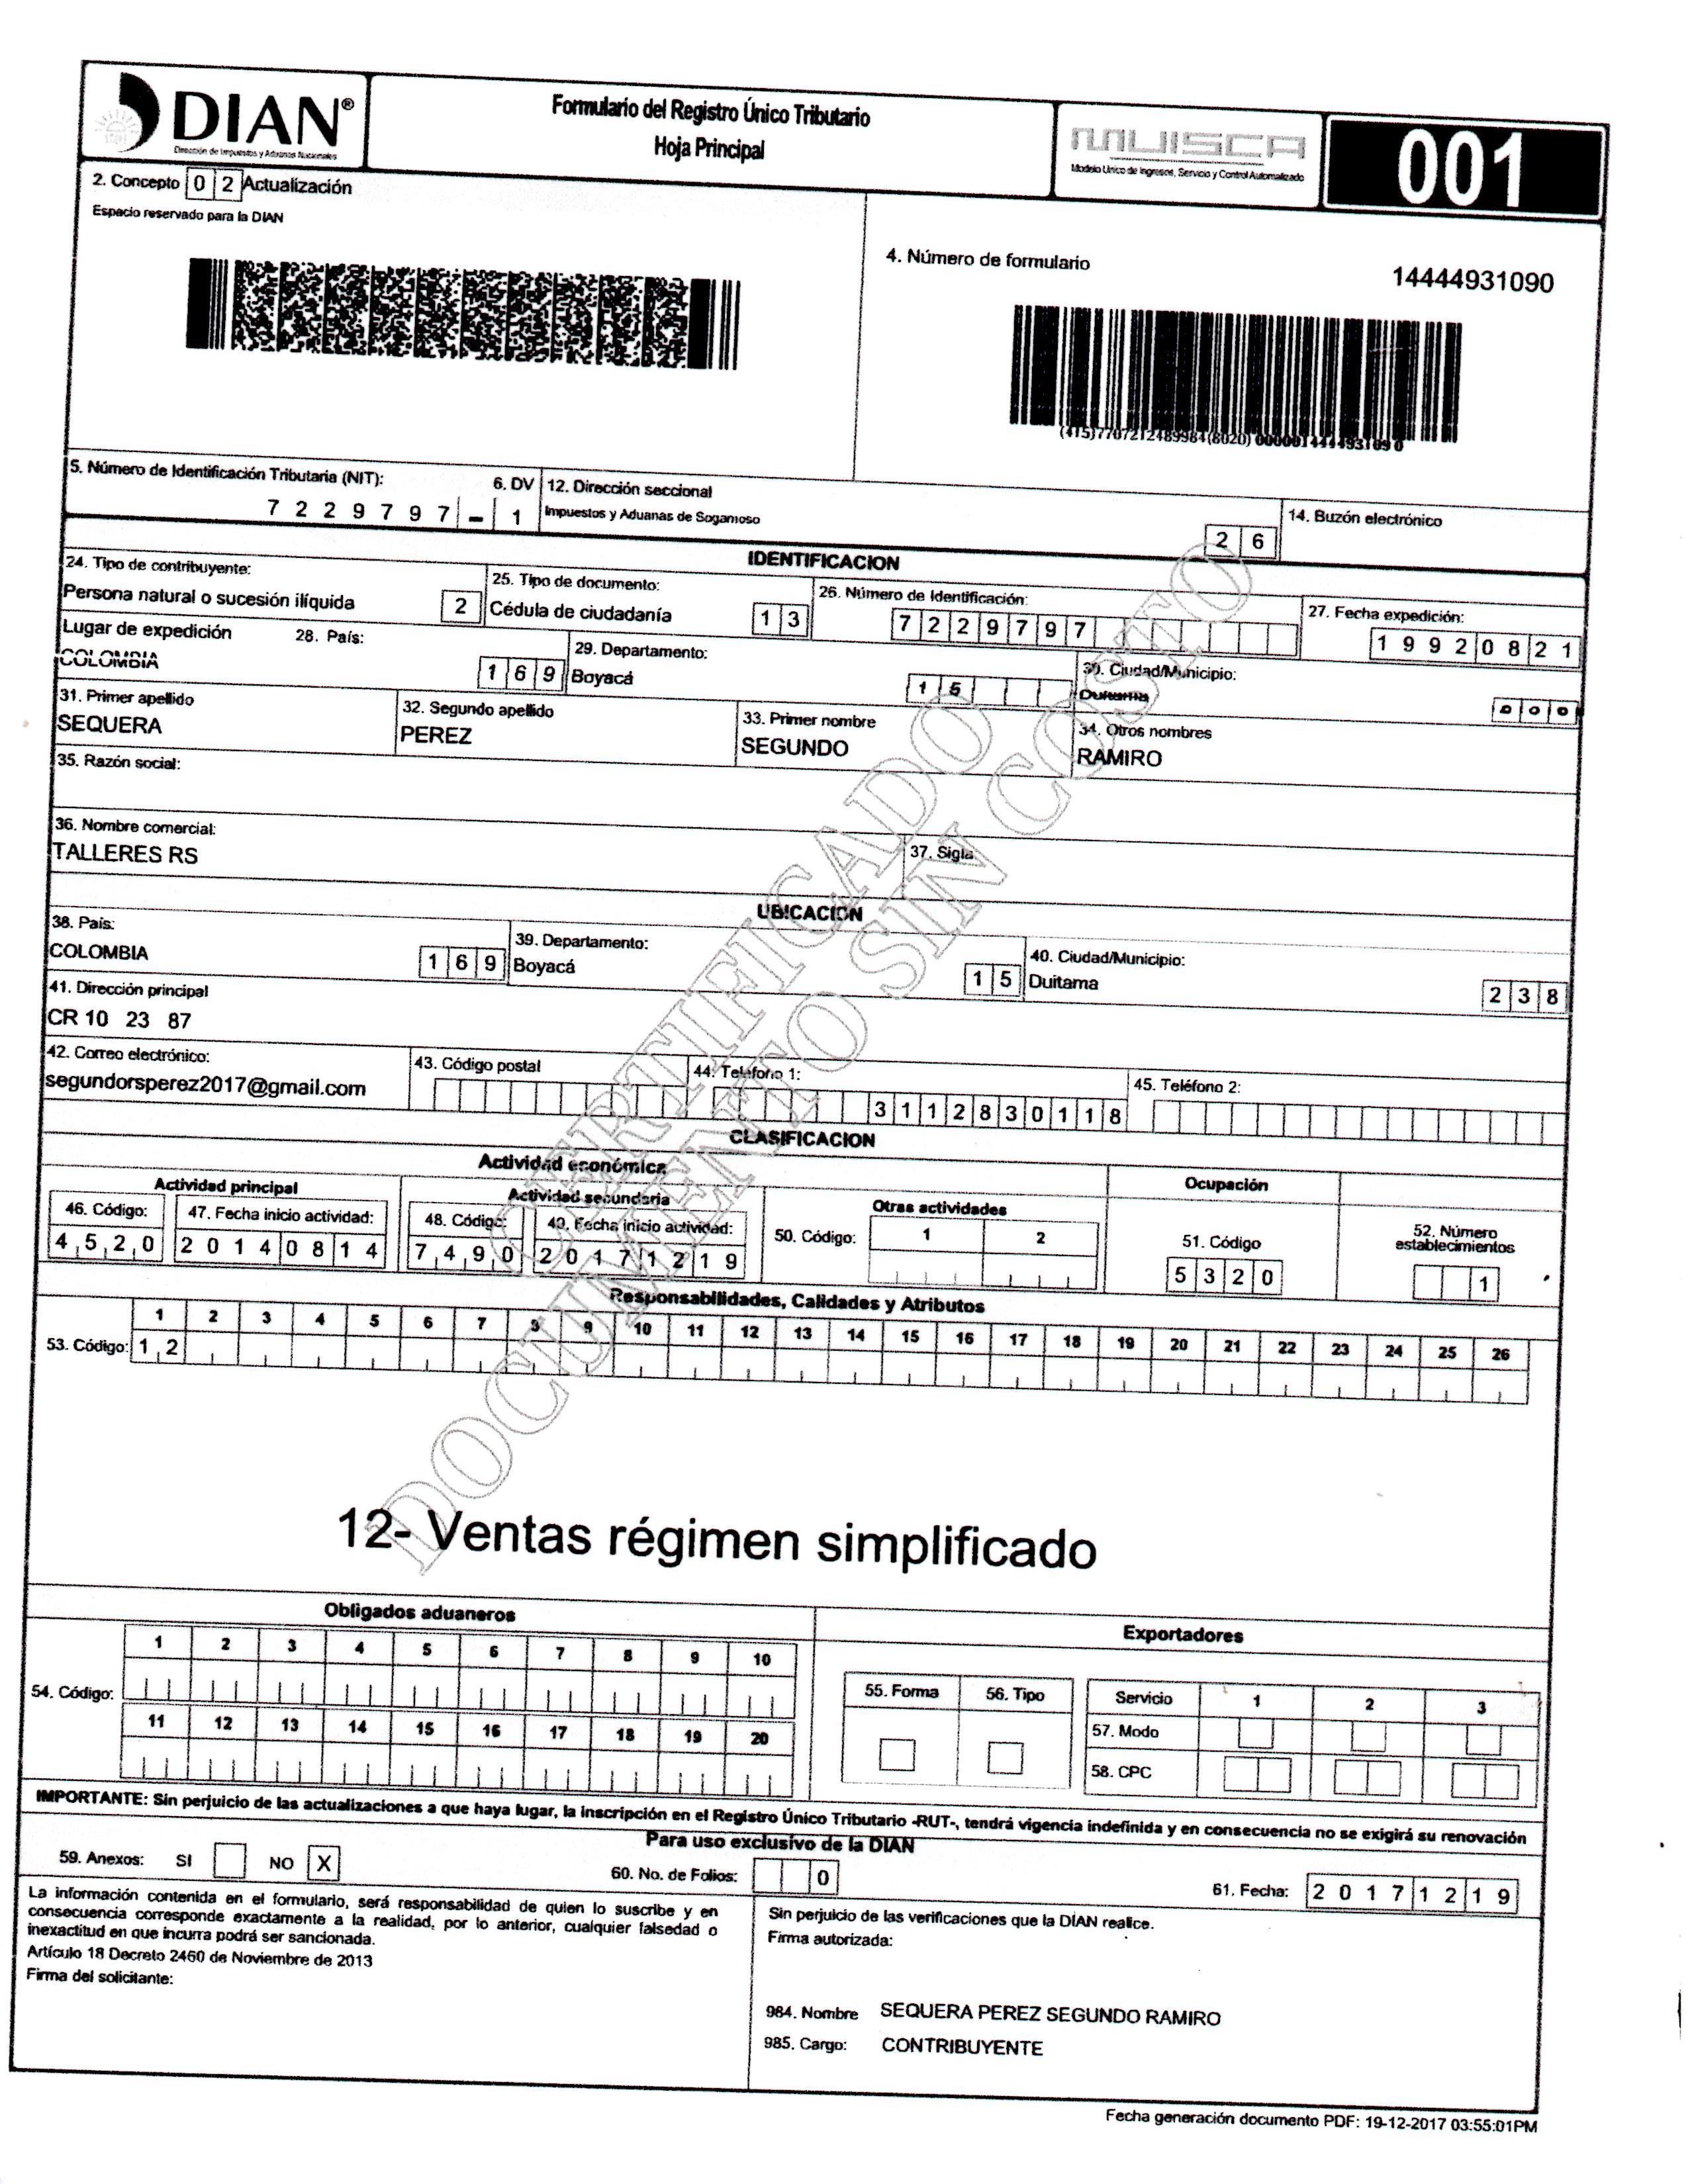 DIAN®
Dirección de Impuestos y Aduanas Nacionales
Formulario del Registro Único Tributario
Hoja Principal
MUISCA
Modelo Unico de Ingresos, Servicio y Control Automatizado
001
2. Concepto 0 2 Actualización
Espacio reservado para la DIAN
4. Número de formulario
14444931090
(415)7707212489984(8020) 000001444493109 0
5. Número de Identificación Tributaria (NIT):
7 2 2 9 7 9 7 -
6. DV
1
12. Dirección seccional
Impuestos y Aduanas de Sogamoso
2 6
14. Buzón electrónico
IDENTIFICACION
24. Tipo de contribuyente:
Persona natural o sucesión ilíquida 2
25. Tipo de documento:
Cédula de ciudadanía 1 3
26. Número de Identificación:
7 2 2 9 7 9 7
27. Fecha expedición:
1 9 9 2 0 8 2 1
Lugar de expedición 28. País:
COLOMBIA 1 6 9
29. Departamento:
Boyacá 1 5
30. Ciudad/Municipio:
Duitama
31. Primer apellido
SEQUERA
32. Segundo apellido
PEREZ
33. Primer nombre
SEGUNDO
34. Otros nombres
RAMIRO
35. Razón social:
36. Nombre comercial:
TALLERES RS
37. Sigla:
UBICACION
38. País:
COLOMBIA 1 6 9
39. Departamento:
Boyacá 1 5
40. Ciudad/Municipio:
Duitama 2 3 8
41. Dirección principal
CR 10 23 87
42. Correo electrónico:
segundorsperez2017@gmail.com
43. Código postal
44. Teléfono 1:
3 1 1 2 8 3 0 1 1 8
45. Teléfono 2:
CLASIFICACION
Actividad económica
Ocupación
Actividad principal
Actividad secundaria
Otras actividades
46. Código:
4 5 2 0
47. Fecha inicio actividad:
2 0 1 4 0 8 1 4
48. Código:
7 4 9 0
49. Fecha inicio actividad:
2 0 1 7 1 2 1 9
50. Código: 1 2
51. Código
5 3 2 0
52. Número establecimientos
1
Responsabilidades, Calidades y Atributos
1 2 3 4 5 6 7 8 9 10 11 12 13 14 15 16 17 18 19 20 21 22 23 24 25 26
53. Código: 1 2
12- Ventas régimen simplificado
CERTIFICADO
DOCUMENTO SIN COSTO
Obligados aduaneros
1 2 3 4 5 6 7 8 9 10
54. Código:
11 12 13 14 15 16 17 18 19 20
Exportadores
55. Forma 56. Tipo
Servicio 1 2 3
57. Modo
58. CPC
IMPORTANTE: Sin perjuicio de las actualizaciones a que haya lugar, la inscripción en el Registro Único Tributario -RUT-, tendrá vigencia indefinida y en consecuencia no se exigirá su renovación
Para uso exclusivo de la DIAN
59. Anexos: SI NO X
60. No. de Folios: 0
61. Fecha: 2 0 1 7 1 2 1 9
La información contenida en el formulario, será responsabilidad de quien lo suscribe y en
consecuencia corresponde exactamente a la realidad, por lo anterior, cualquier falsedad o
inexactitud en que incurra podrá ser sancionada.
Artículo 18 Decreto 2460 de Noviembre de 2013
Firma del solicitante:
Sin perjuicio de las verificaciones que la DIAN realice.
Firma autorizada:
984. Nombre SEQUERA PEREZ SEGUNDO RAMIRO
985. Cargo: CONTRIBUYENTE
Fecha generación documento PDF: 19-12-2017 03:55:01PM